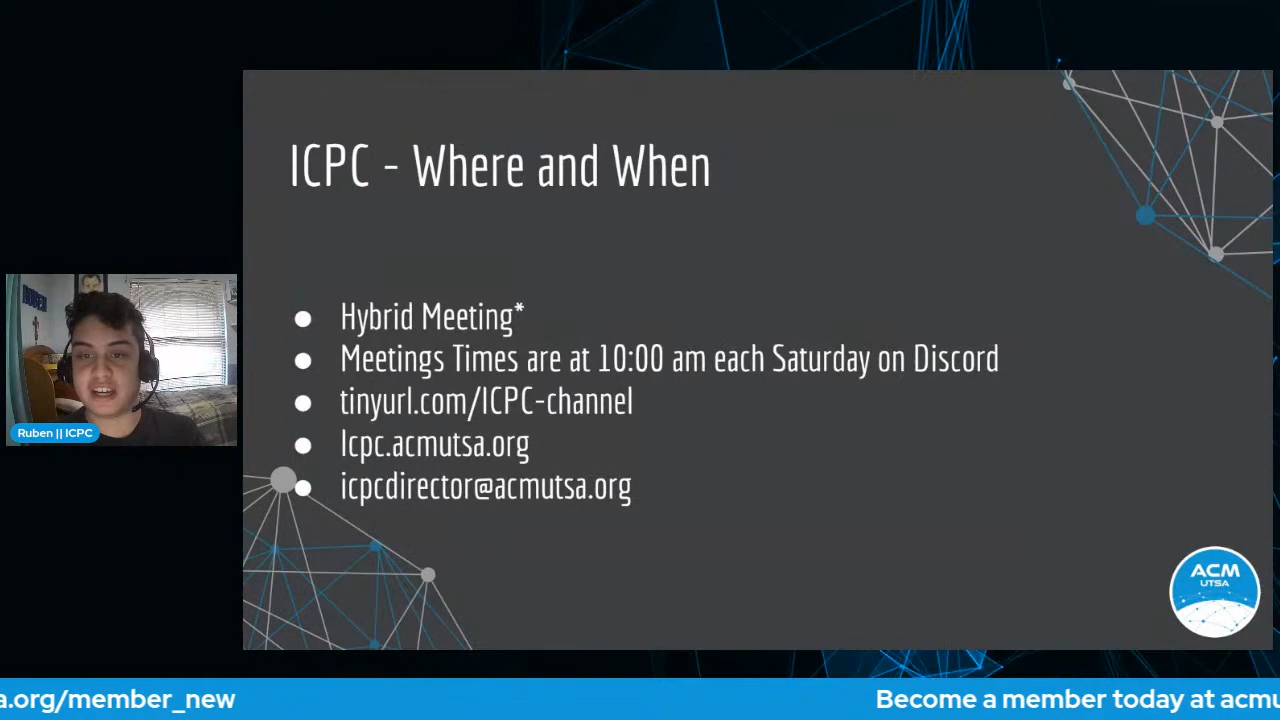 ICPC - Where and When
Hybrid Meeting*
Meetings Times are at 10:00 am each Saturday on Discord
tinyurl.com/ICPC-channel
Icpc.acmutsa.org
icpcdirector@acmutsa.org
Ruben || ICPC
ACM
UTSA
a.org/member_new
Become a member today at acmu